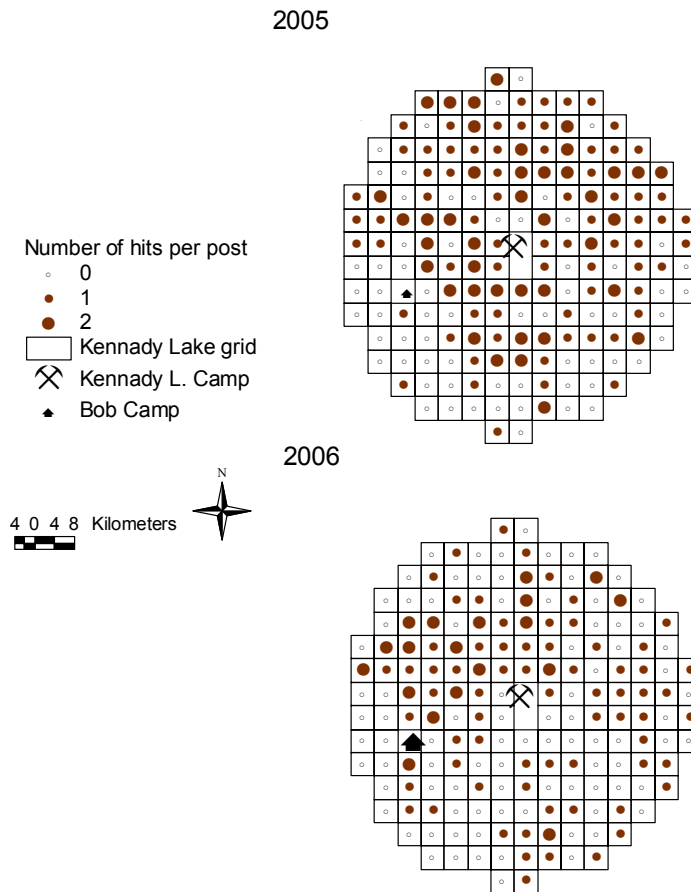 2005
Number of hits per post
0
1
2
Kennady Lake grid
Kennady L. Camp
Bob Camp
2006
N
4 0 4 8 Kilometers